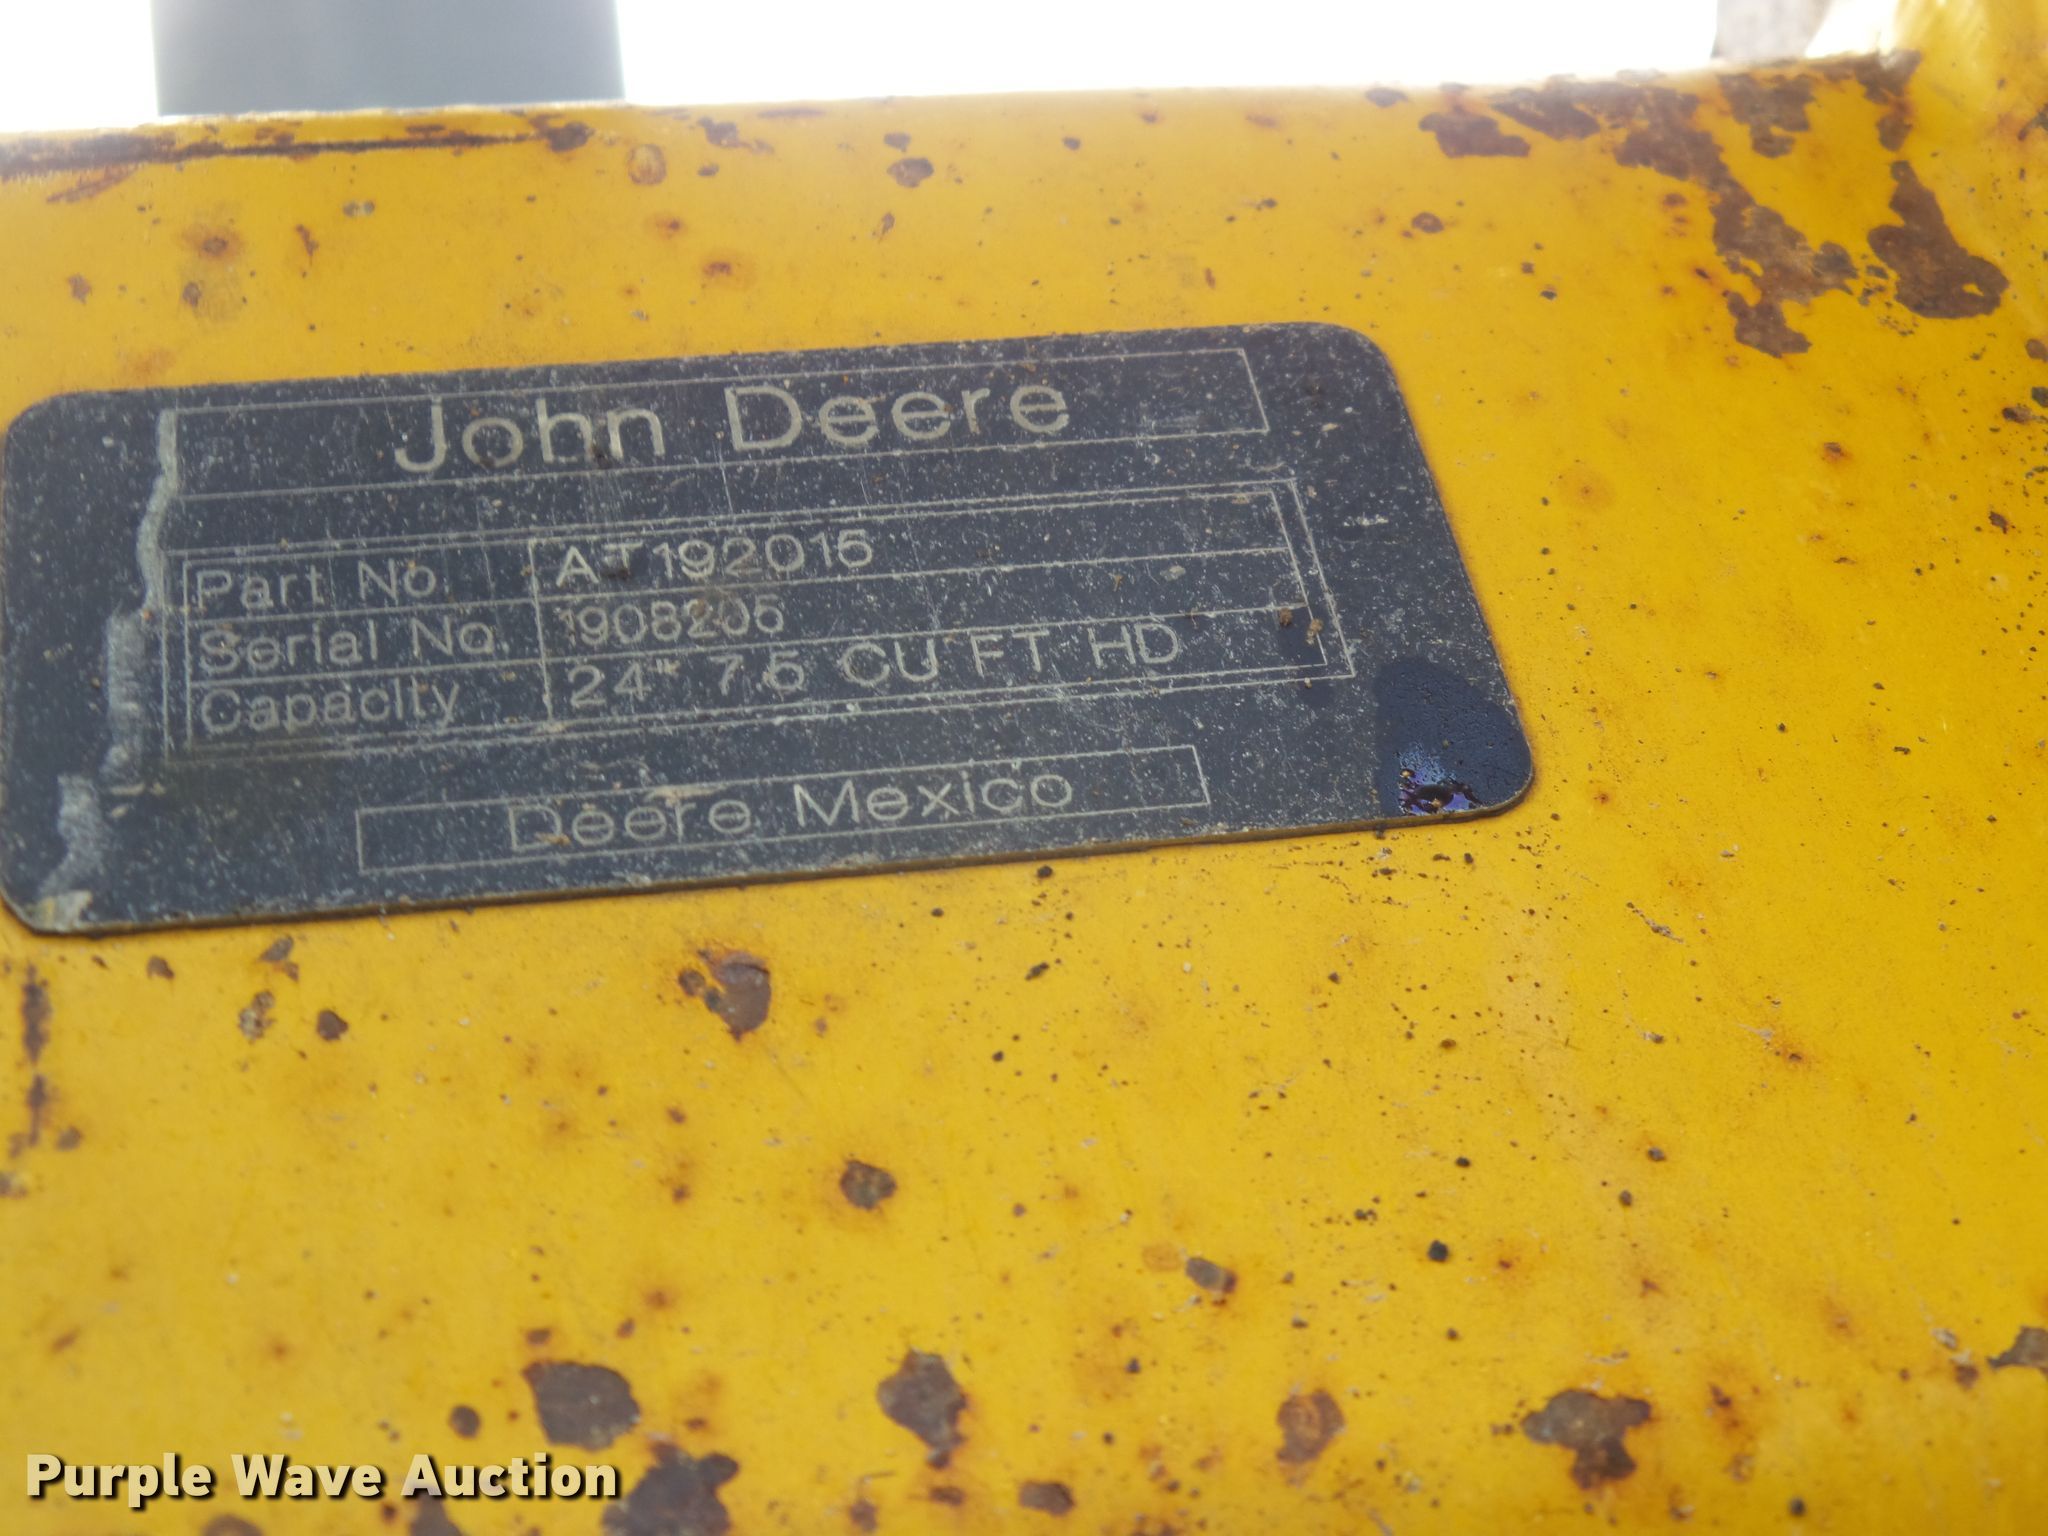 John Deere
Part No. AT192015
Serial No. 1908205
Capacity 24" 7.5 CU FT HD
Deere Mexico
Purple Wave Auction